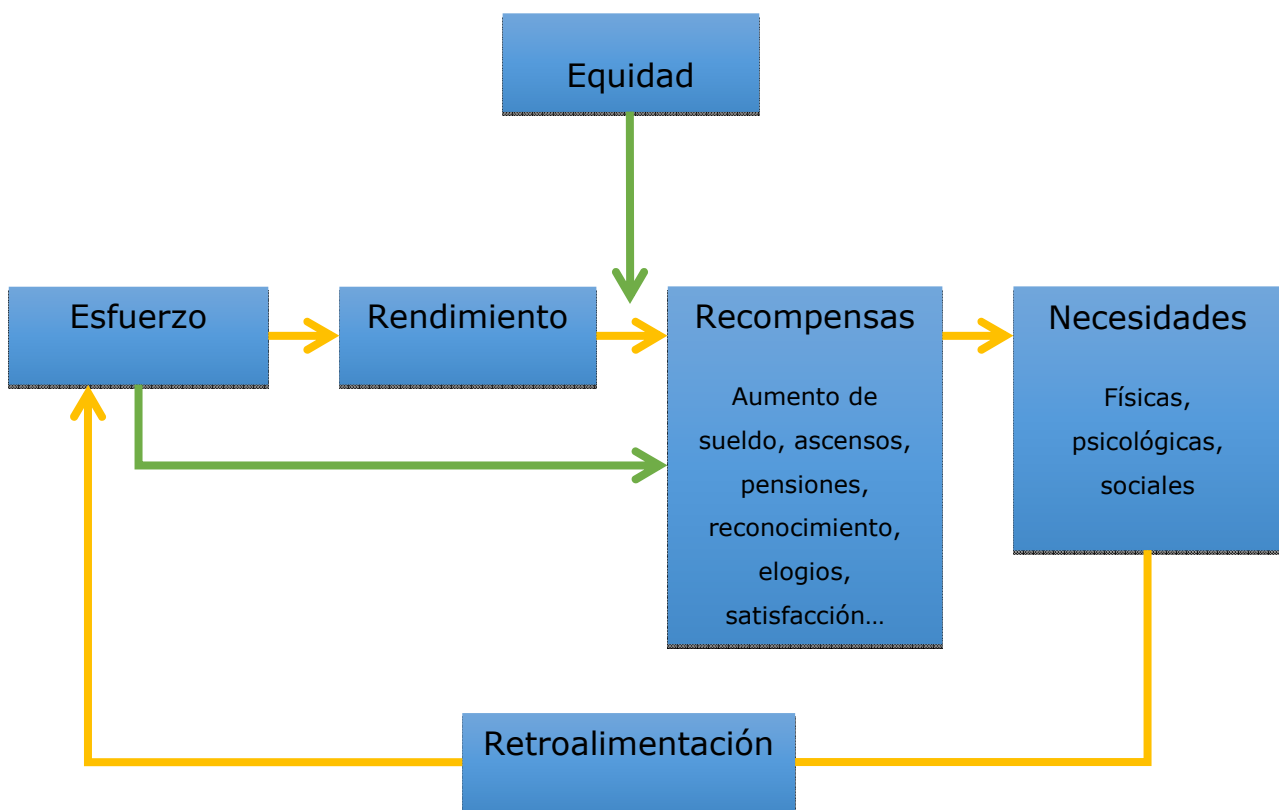 Equidad
Esfuerzo
Rendimiento
Recompensas
Aumento de
sueldo, ascensos,
pensiones,
reconocimiento,
elogios,
satisfacción…
Necesidades
Físicas,
psicológicas,
sociales
Retroalimentación